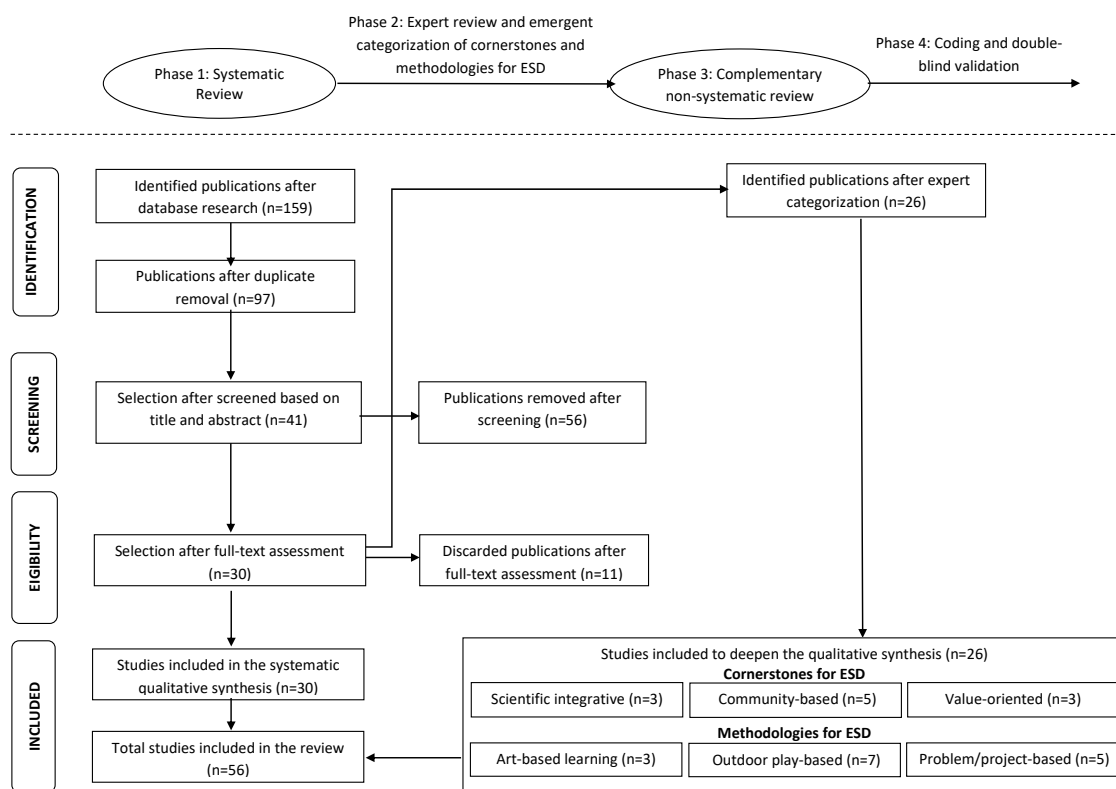 Phase 1: Systematic
Review
Phase 2: Expert review and emergent
categorization of cornerstones and
methodologies for ESD
Phase 3: Complementary
non-systematic review
Phase 4: Coding and double-
blind validation
IDENTIFICATION
Identified publications after
database research (n=159)
Identified publications after expert
categorization (n=26)
Publications after duplicate
removal (n=97)
SCREENING
Selection after screened based on
title and abstract (n=41)
Publications removed after
screening (n=56)
EIGIBILITY
Selection after full-text assessment
(n=30)
Discarded publications after
full-text assessment (n=11)
INCLUDED
Studies included in the systematic
qualitative synthesis (n=30)
Total studies included in the review
(n=56)
Studies included to deepen the qualitative synthesis (n=26)
Cornerstones for ESD
Scientific integrative (n=3)
Community-based (n=5)
Value-oriented (n=3)
Methodologies for ESD
Art-based learning (n=3)
Outdoor play-based (n=7)
Problem/project-based (n=5)